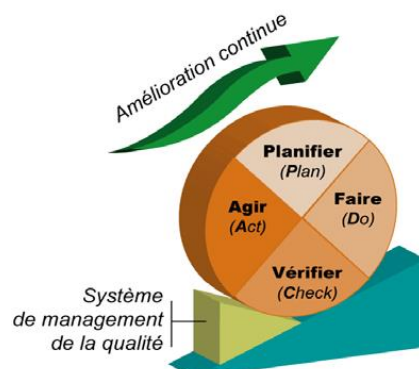 Amélioration continue
Planifier
(Plan)
Faire
(Do)
Agir
(Act)
Vérifier
(Check)
Système
de management
de la qualité